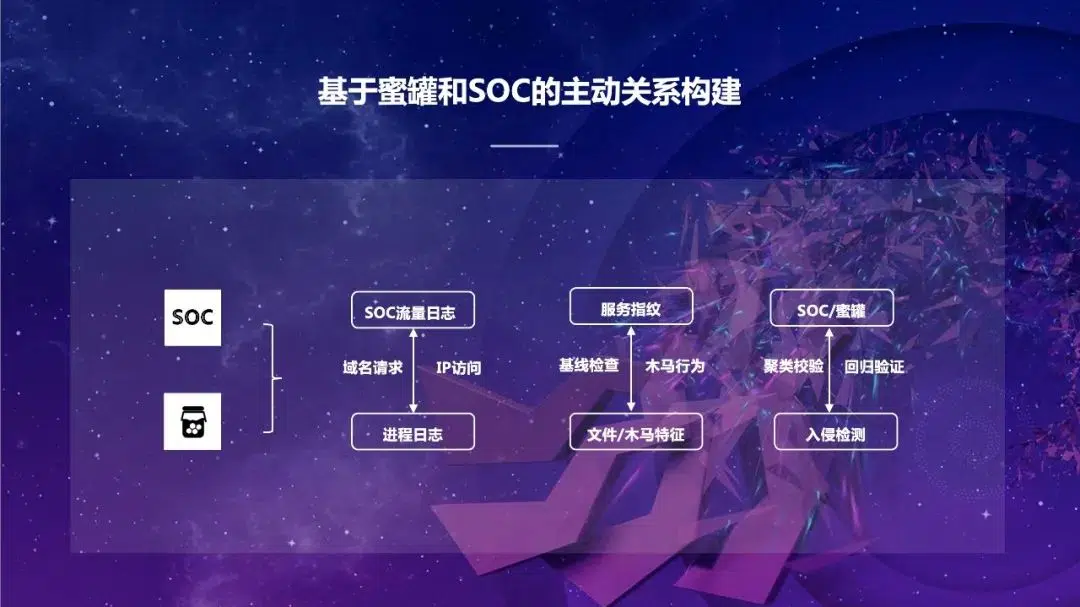 基于蜜罐和SOC的主动关系构建
SOC
SOC流量日志
域名请求
IP访问
进程日志
服务指纹
基线检查
木马行为
文件/木马特征
SOC/蜜罐
聚类校验
回归验证
入侵检测